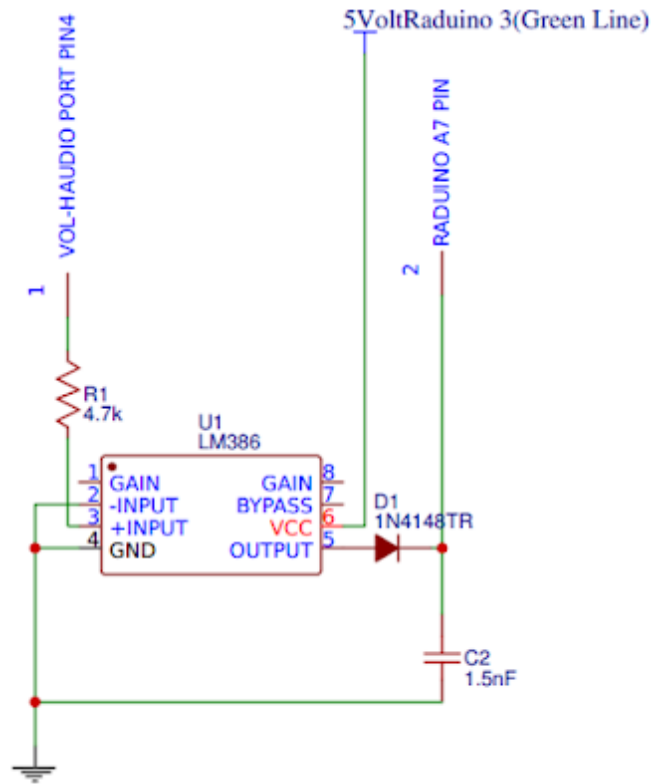 5VoltRaduino 3(Green Line)
VOL-HAUDIO PORT PIN4
RADUINO A7 PIN
1
2
R1
4.7k
U1
LM386
1 GAIN
2 -INPUT
3 +INPUT
4 GND
GAIN 8
BYPASS 7
VCC 6
OUTPUT 5
D1
1N4148TR
C2
1.5nF